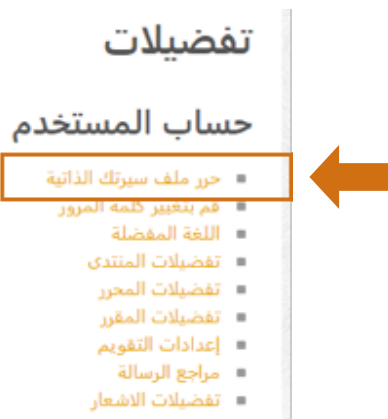 تفضيلات
حساب المستخدم
حرر ملف سيرتك الذاتية
قم بتغيير كلمة المرور
اللغة المفضلة
تفضيلات المنتدى
تفضيلات المحرر
تفضيلات المقرر
إعدادات التقويم
مراجع الرسالة
تفضيلات الاشعار